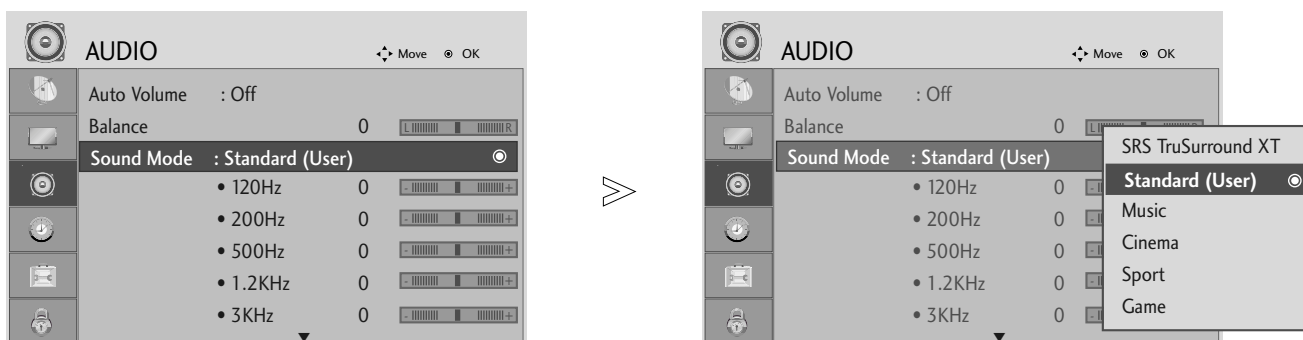 AUDIO Move OK
Auto Volume : Off
Balance 0 L R
Sound Mode : Standard (User)
• 120Hz 0 - +
• 200Hz 0 - +
• 500Hz 0 - +
• 1.2KHz 0 - +
• 3KHz 0 - +
AUDIO Move OK
Auto Volume : Off
Balance 0 L R
Sound Mode : Standard (User)
• 120Hz 0 -
• 200Hz 0 -
• 500Hz 0 -
• 1.2KHz 0 -
• 3KHz 0 -
SRS TruSurround XT
Standard (User)
Music
Cinema
Sport
Game